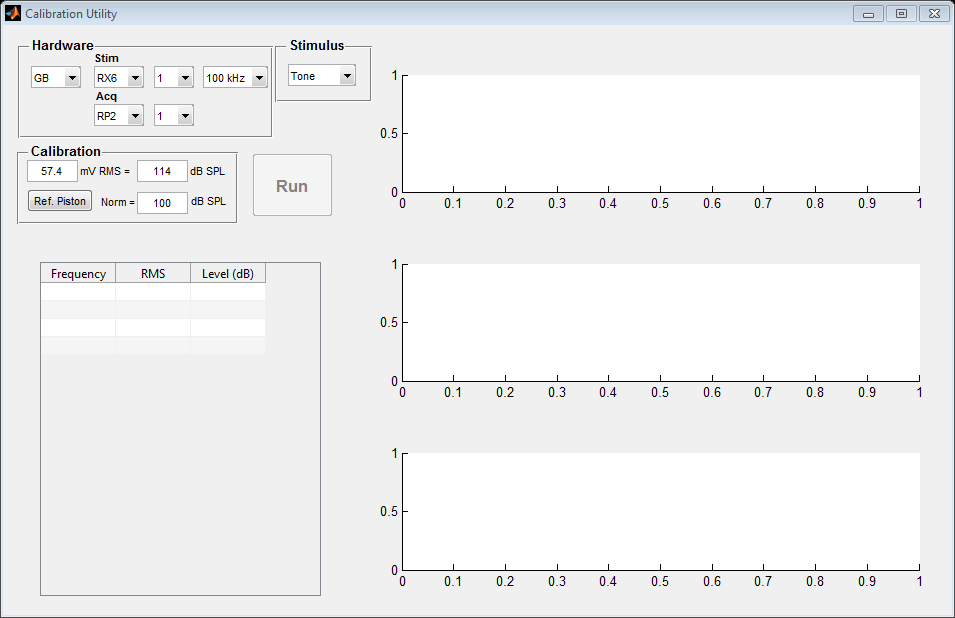 Calibration Utility
Hardware
Stim
GB RX6 1 100 kHz
Acq
RP2 1
Stimulus
Tone
Calibration
57.4 mV RMS = 114 dB SPL
Ref. Piston Norm = 100 dB SPL
Run
Frequency RMS Level (dB)
1
0.5
0
0 0.1 0.2 0.3 0.4 0.5 0.6 0.7 0.8 0.9 1
1
0.5
0
0 0.1 0.2 0.3 0.4 0.5 0.6 0.7 0.8 0.9 1
1
0.5
0
0 0.1 0.2 0.3 0.4 0.5 0.6 0.7 0.8 0.9 1